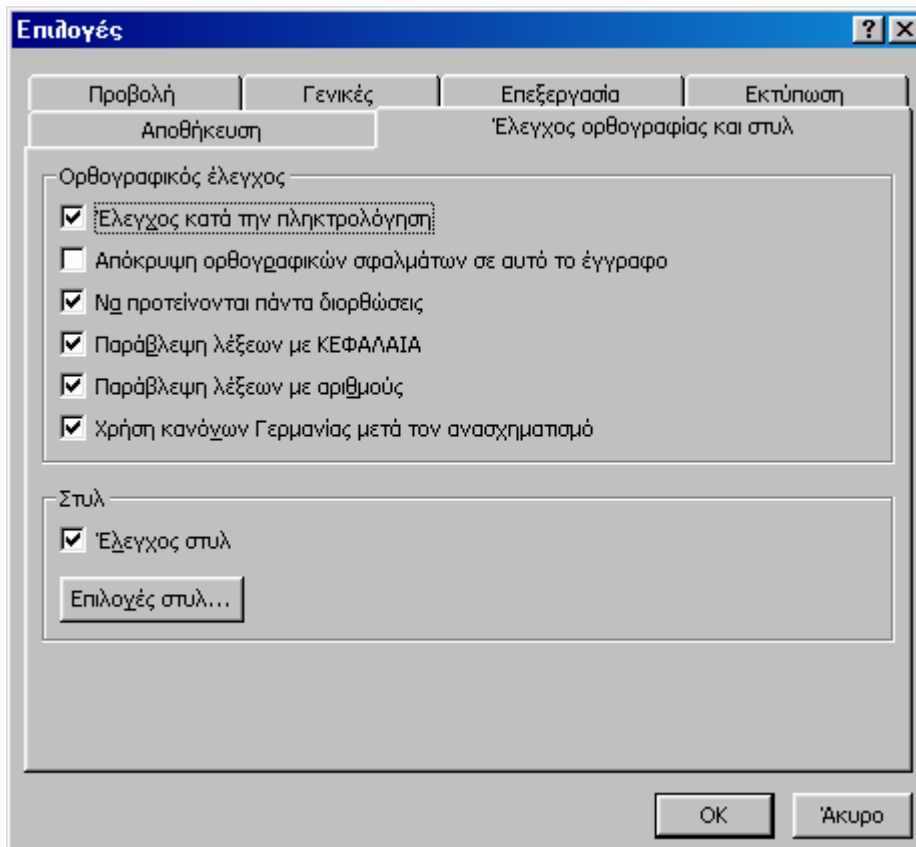 Επιλογές
Προβολή Γενικές Επεξεργασία Εκτύπωση
Αποθήκευση Έλεγχος ορθογραφίας και στυλ
Ορθογραφικός έλεγχος
Έλεγχος κατά την πληκτρολόγηση
Απόκρυψη ορθογραφικών σφαλμάτων σε αυτό το έγγραφο
Να προτείνονται πάντα διορθώσεις
Παράβλεψη λέξεων με ΚΕΦΑΛΑΙΑ
Παράβλεψη λέξεων με αριθμούς
Χρήση κανόνων Γερμανίας μετά τον ανασχηματισμό
Στυλ
Έλεγχος στυλ
Επιλογές στυλ...
OK Άκυρο